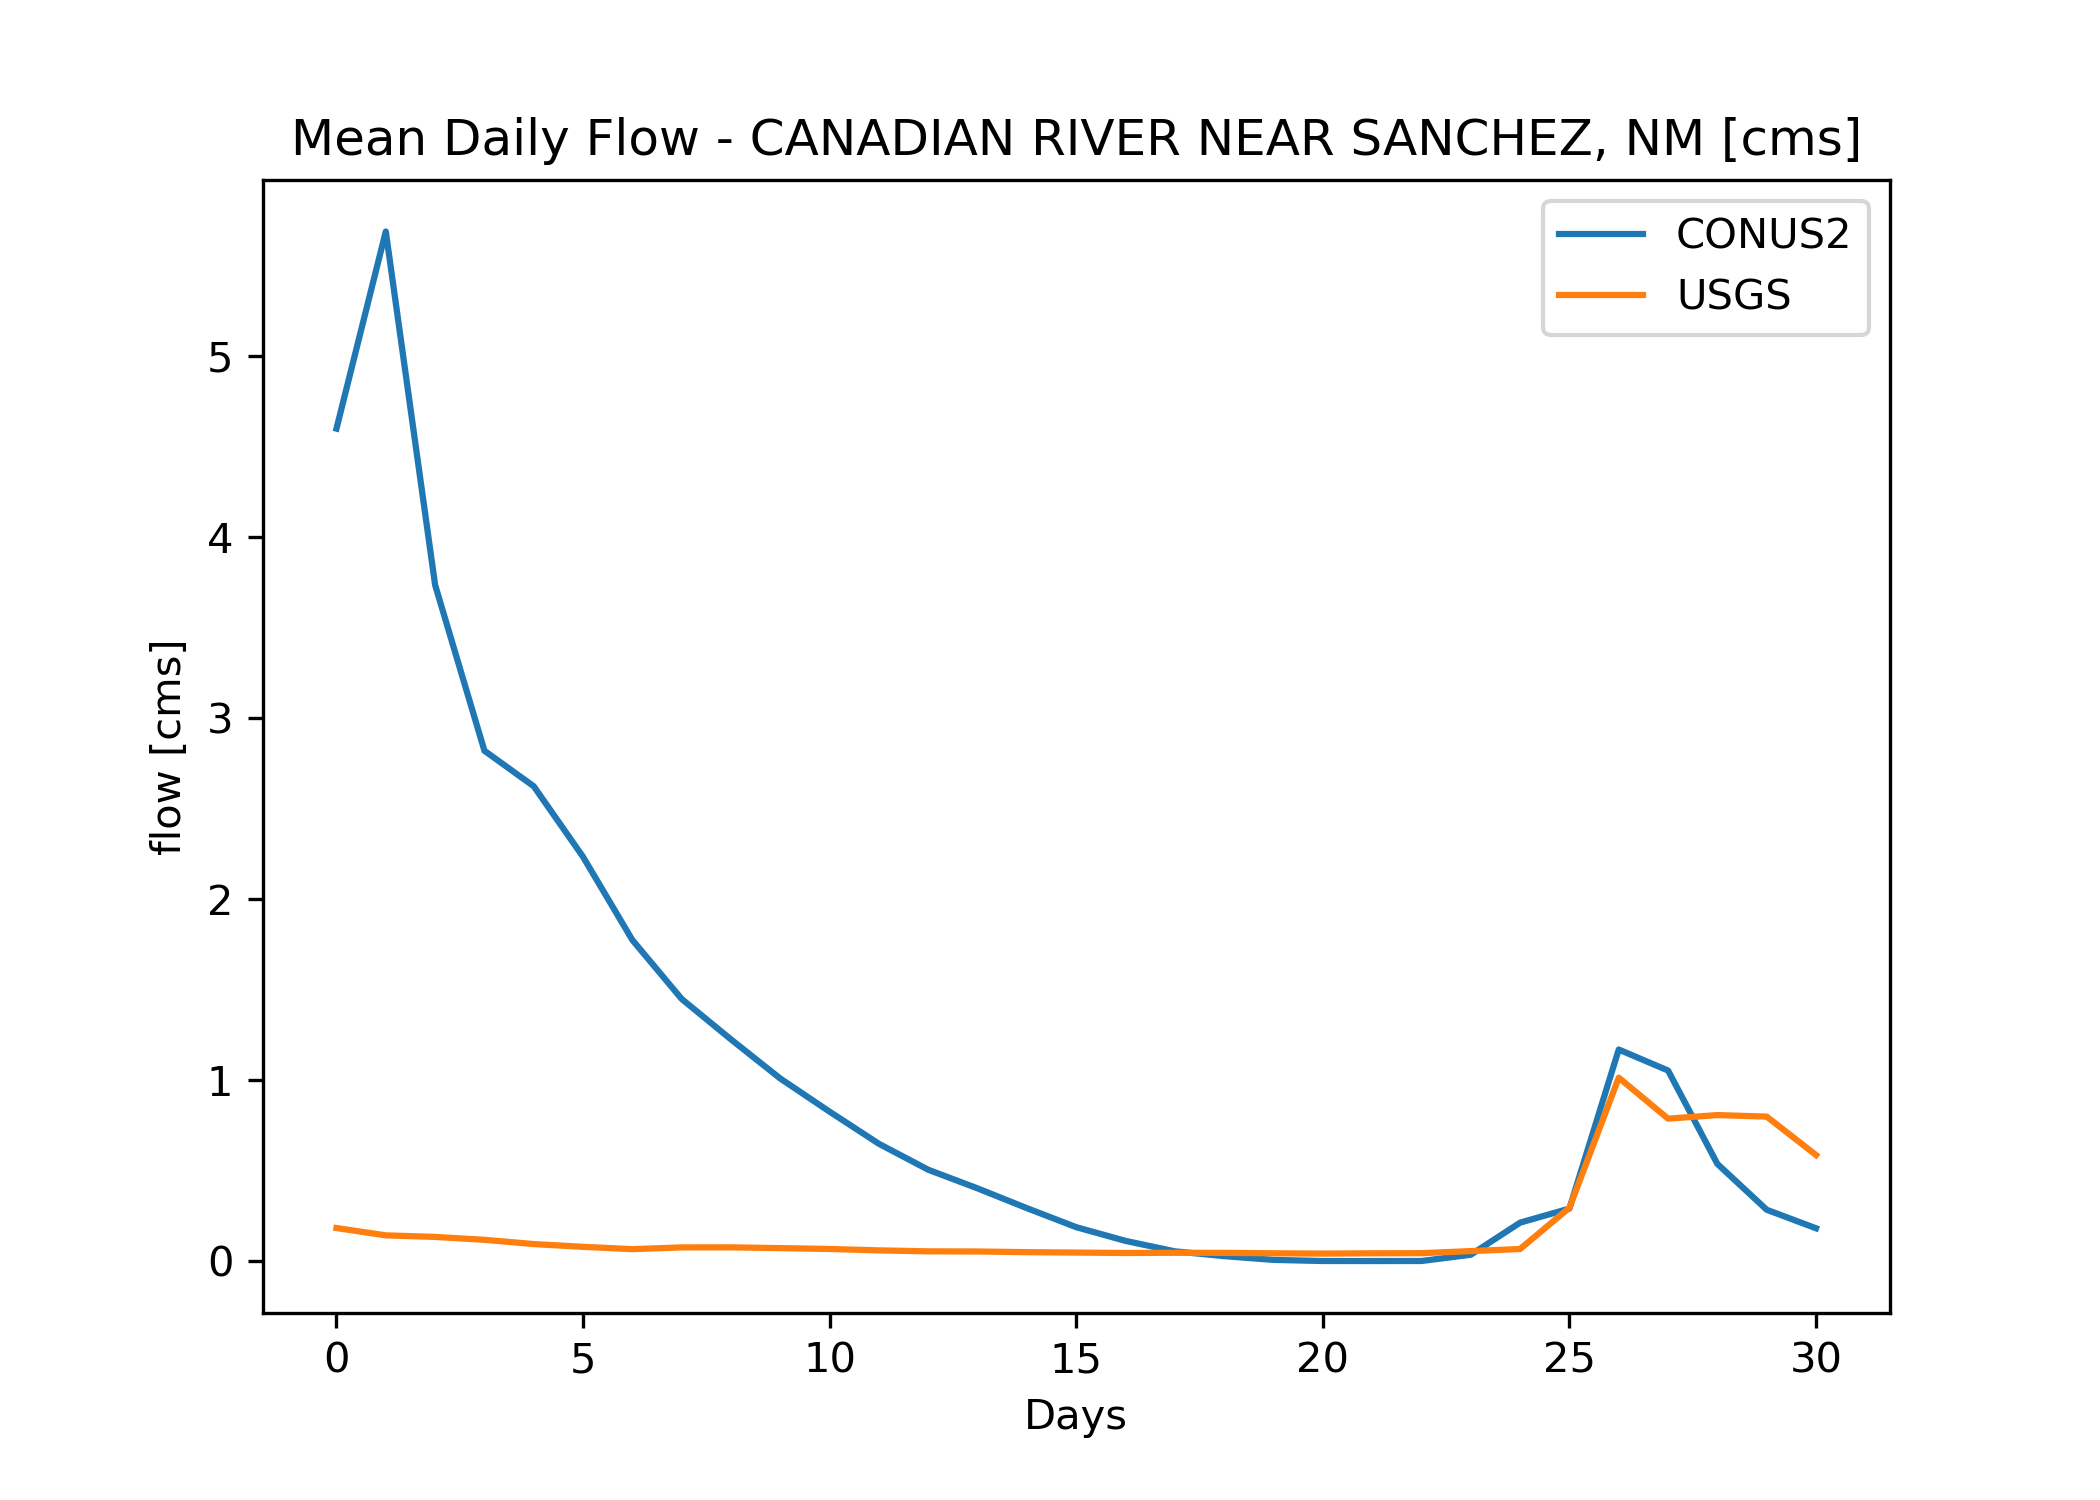 Mean Daily Flow - CANADIAN RIVER NEAR SANCHEZ, NM [cms]
CONUS2
USGS
flow [cms]
5
4
3
2
1
0
0 5 10 15 20 25 30
Days